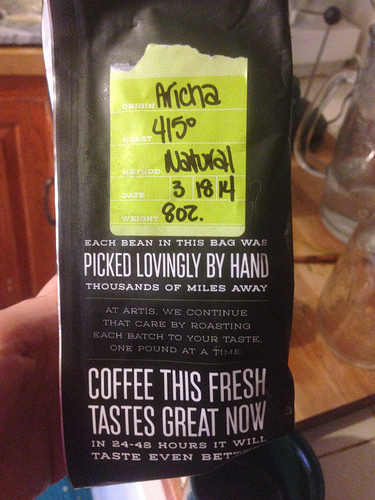 ORIGIN Aricha
ROAST 415°
METHOD Natural
DATE 3 18 14
WEIGHT 8oz.
EACH BEAN IN THIS BAG WAS
PICKED LOVINGLY BY HAND
THOUSANDS OF MILES AWAY
AT ARTIS, WE CONTINUE
THAT CARE BY ROASTING
EACH BATCH TO YOUR TASTE,
ONE POUND AT A TIME
COFFEE THIS FRESH
TASTES GREAT NOW
IN 24-48 HOURS IT WILL
TASTE EVEN BETT